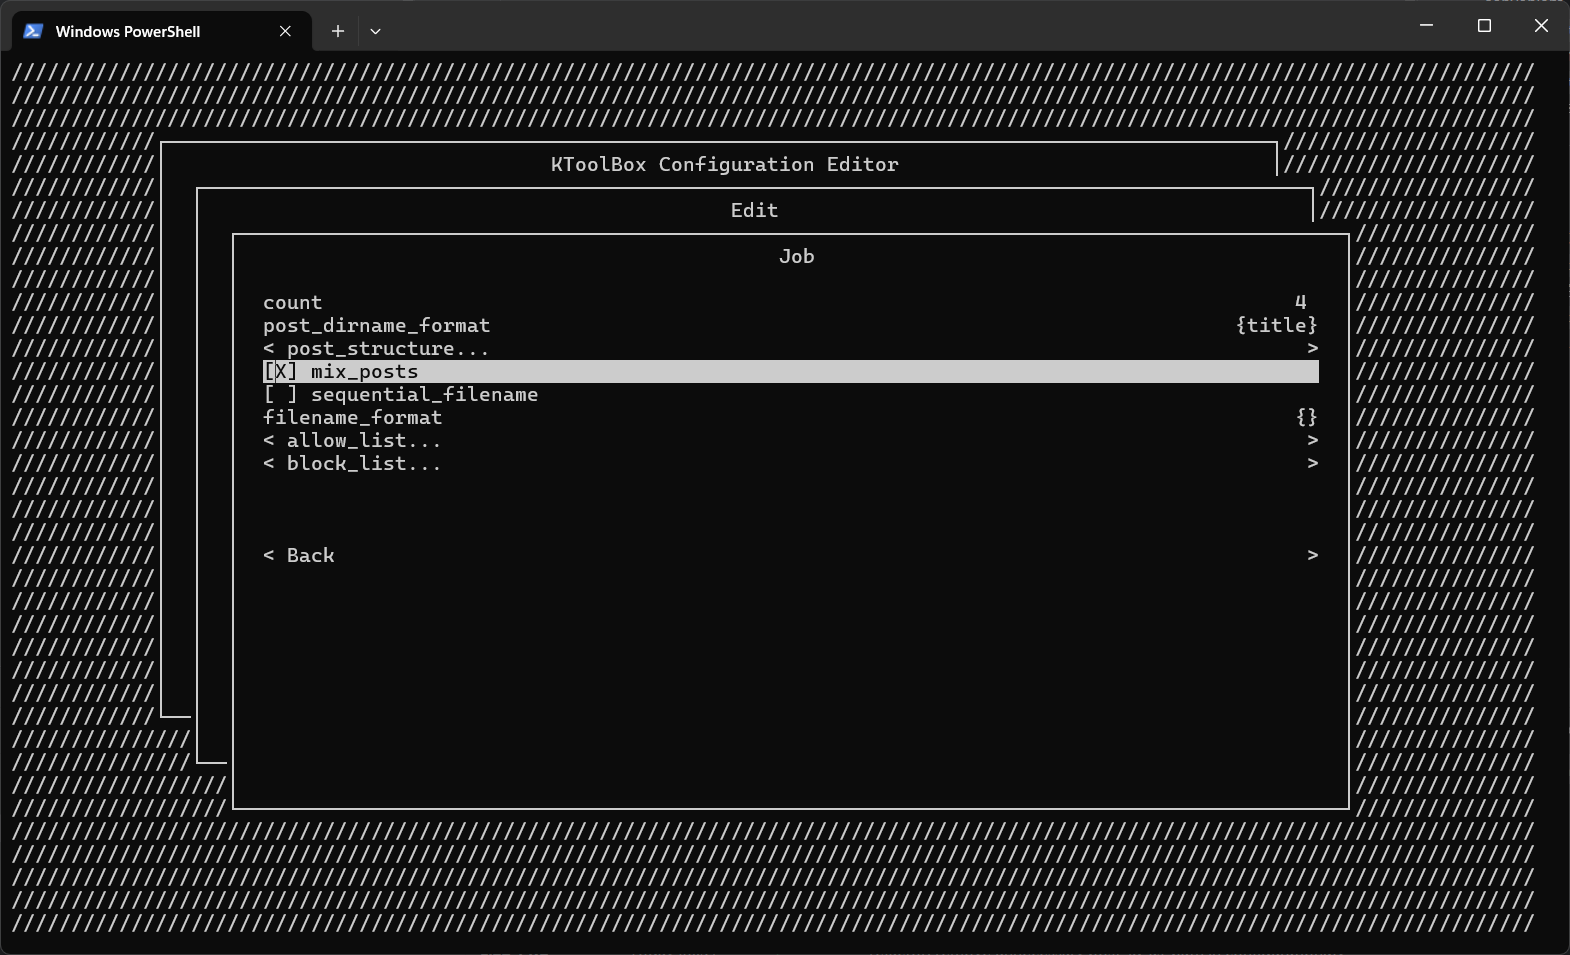 Windows PowerShell
KToolBox Configuration Editor
Edit
Job
count 4
post_dirname_format {title}
< post_structure... >
[X] mix_posts
[ ] sequential_filename
filename_format {}
< allow_list... >
< block_list... >
< Back >